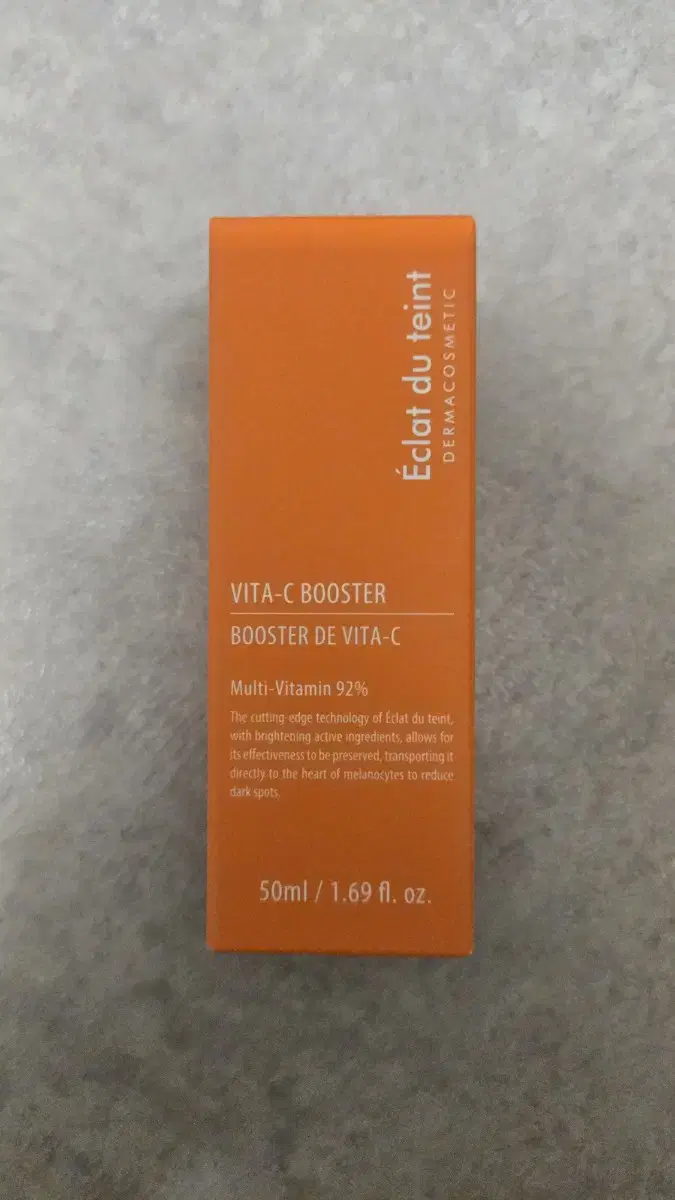 Éclat du teint
DERMACOSMETIC
VITA-C BOOSTER
BOOSTER DE VITA-C
Multi-Vitamin 92%
The cutting edge technology of Éclat du teint,
with brightening active ingredients, allows for
its effectiveness to be preserved, transporting it
directly to the heart of melanocytes to reduce
dark spots.
50ml / 1.69 fl. oz.